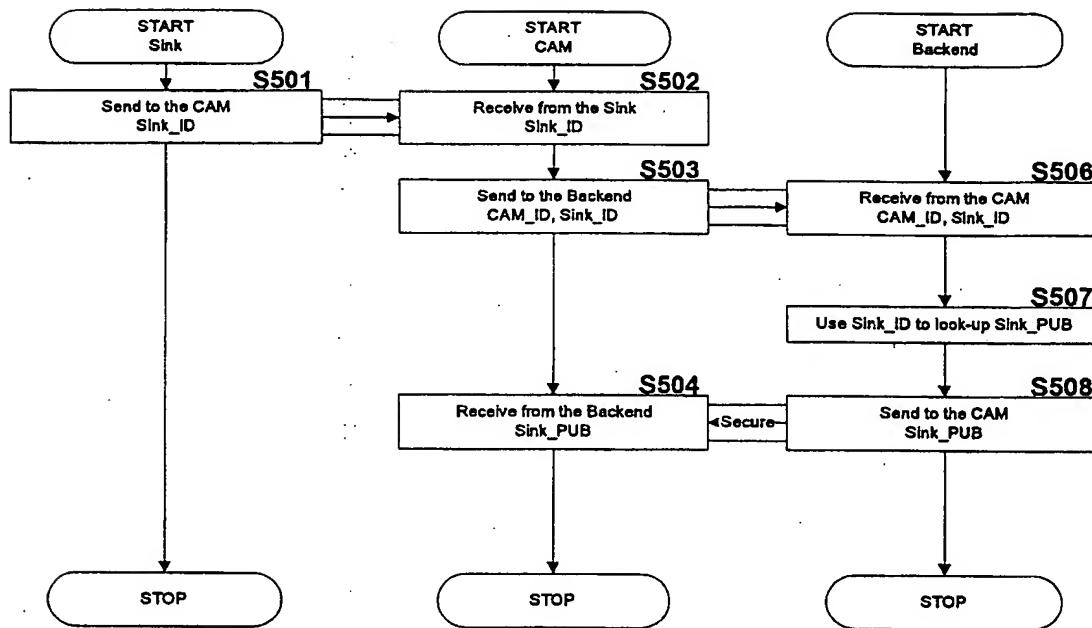 START
Sink
START
CAM
START
Backend
S501
Send to the CAM
Sink_ID
S502
Receive from the Sink
Sink_ID
S503
Send to the Backend
CAM_ID, Sink_ID
S506
Receive from the CAM
CAM_ID, Sink_ID
S507
Use Sink_ID to look-up Sink_PUB
S504
Receive from the Backend
Sink_PUB
Secure
S508
Send to the CAM
Sink_PUB
STOP
STOP
STOP